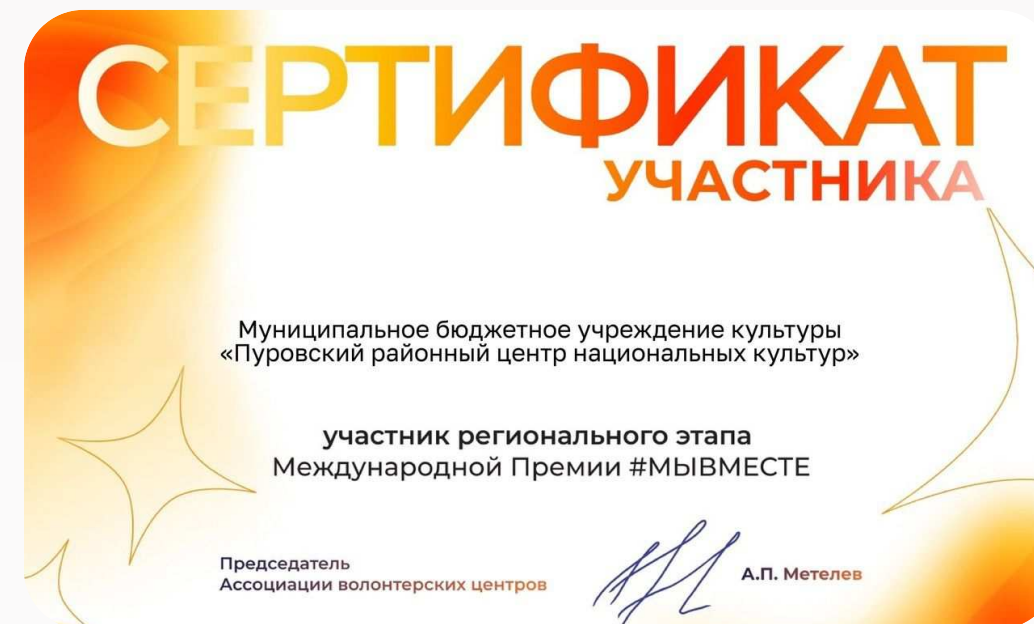 СЕРТИФИКАТ
УЧАСТНИКА
Муниципальное бюджетное учреждение культуры
«Пуровский районный центр национальных культур»
участник регионального этапа
Международной Премии #МЫВМЕСТЕ
Председатель
Ассоциации волонтерских центров
А.П. Метелев